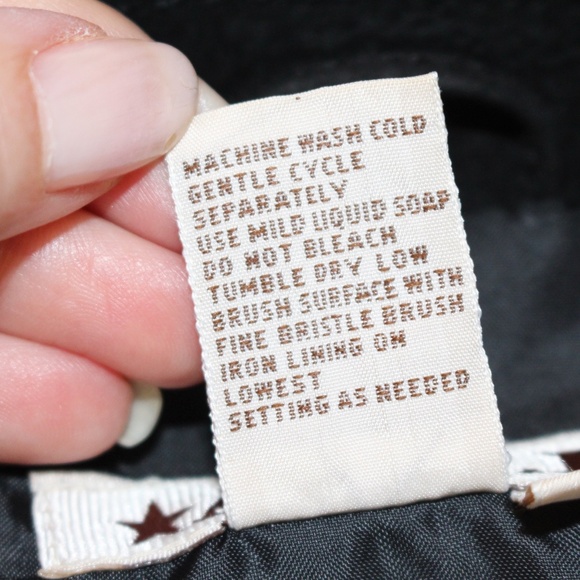 MACHINE WASH COLD
GENTLE CYCLE
SEPARATELY
USE MILD LIQUID SOAP
DO NOT BLEACH
TUMBLE DRY LOW
BRUSH SURFACE WITH
FINE BRISTLE BRUSH
IRON LINING ON
LOWEST
SETTING AS NEEDED